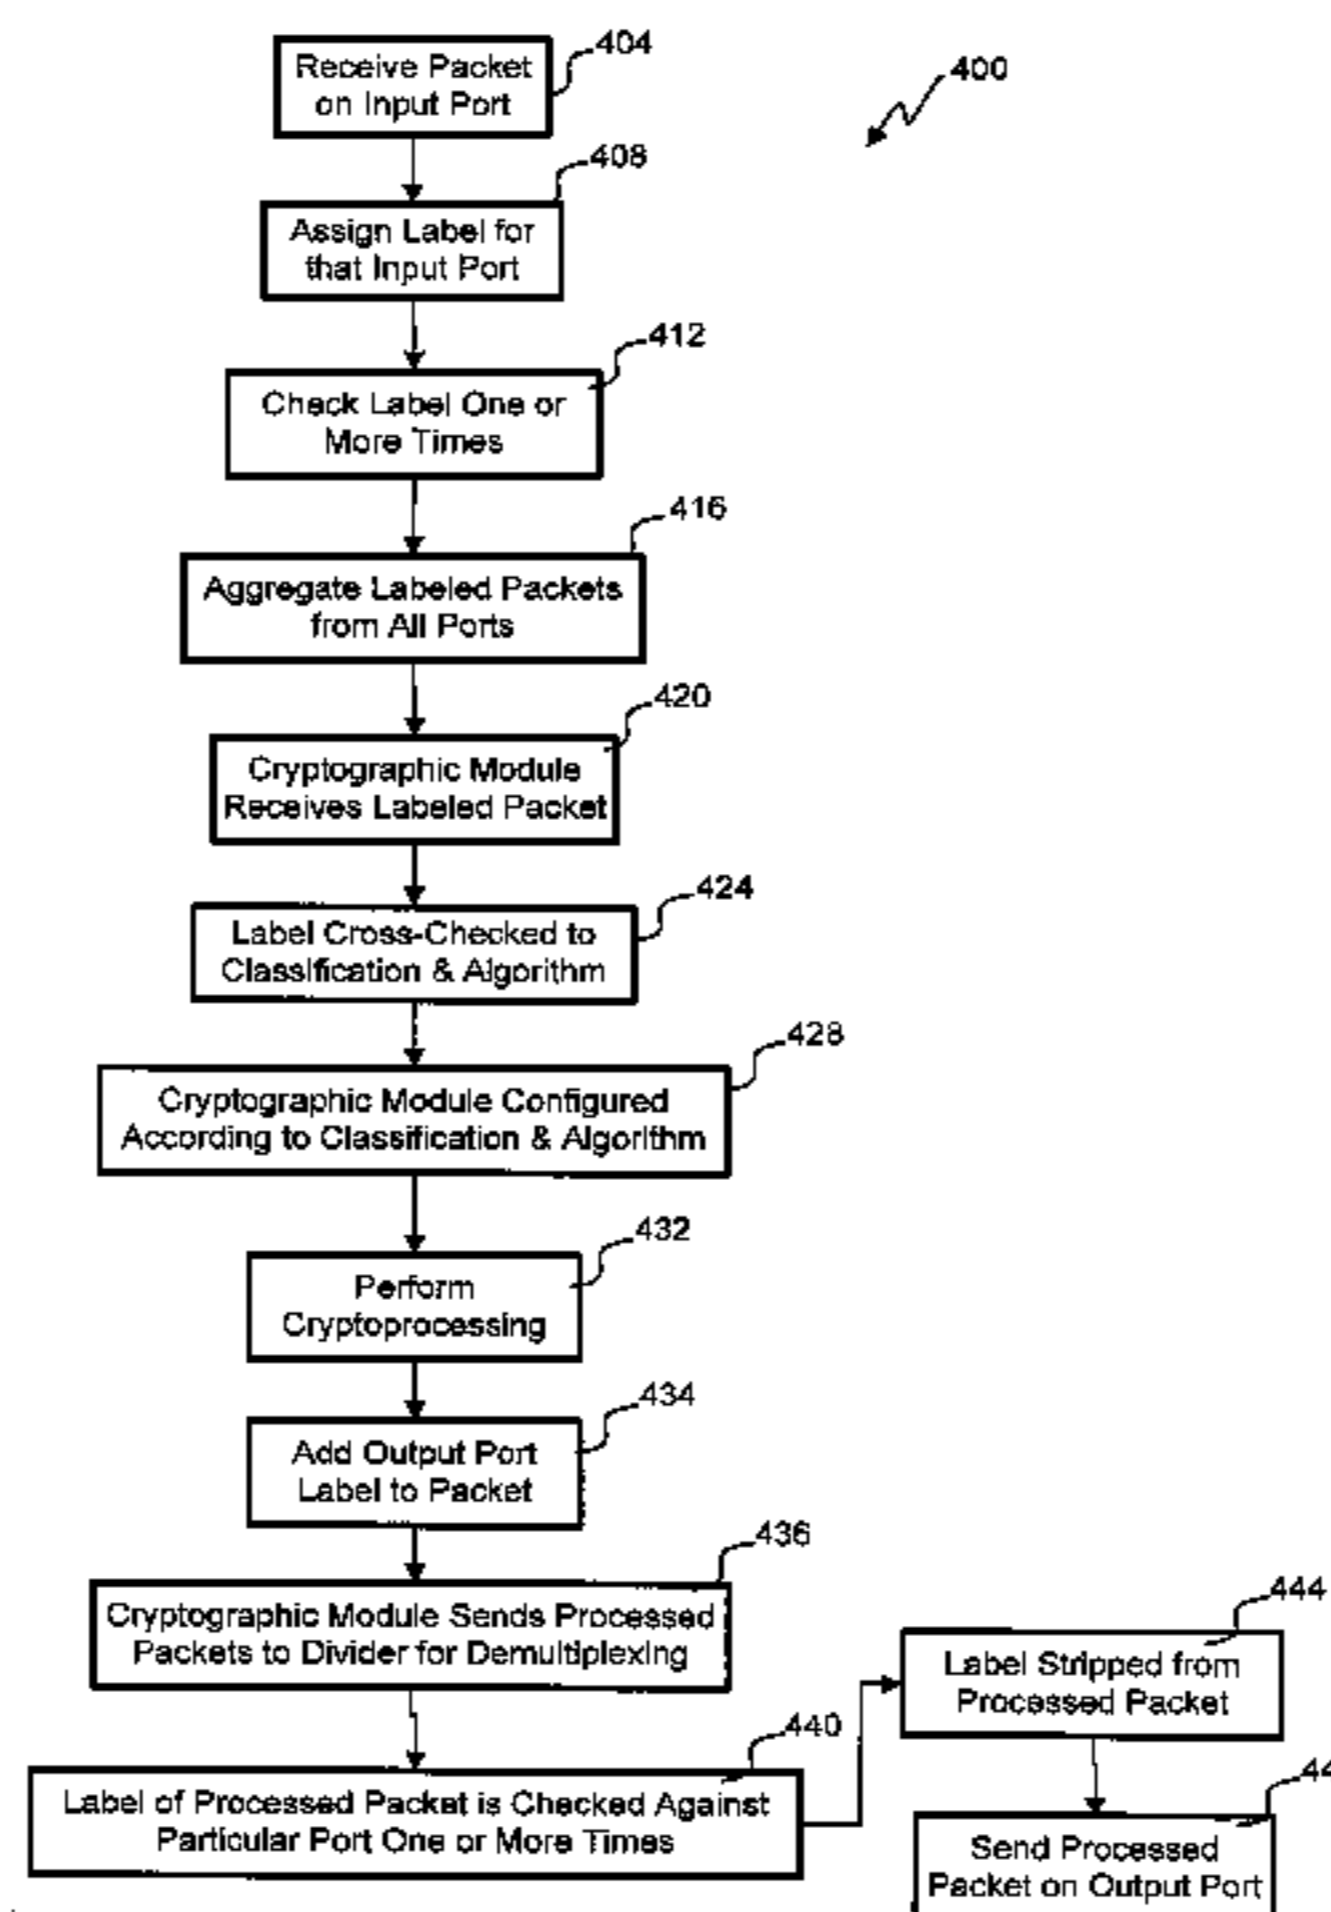 404
Receive Packet
on Input Port
400
408
Assign Label for
that Input Port
412
Check Label One or
More Times
416
Aggregate Labeled Packets
from All Ports
420
Cryptographic Module
Receives Labeled Packet
424
Label Cross-Checked to
Classification & Algorithm
428
Cryptographic Module Configured
According to Classification & Algorithm
432
Perform
Cryptoprocessing
434
Add Output Port
Label to Packet
436
Cryptographic Module Sends Processed
Packets to Divider for Demultiplexing
440
Label of Processed Packet is Checked Against
Particular Port One or More Times
444
Label Stripped from
Processed Packet
Send Processed
Packet on Output Port